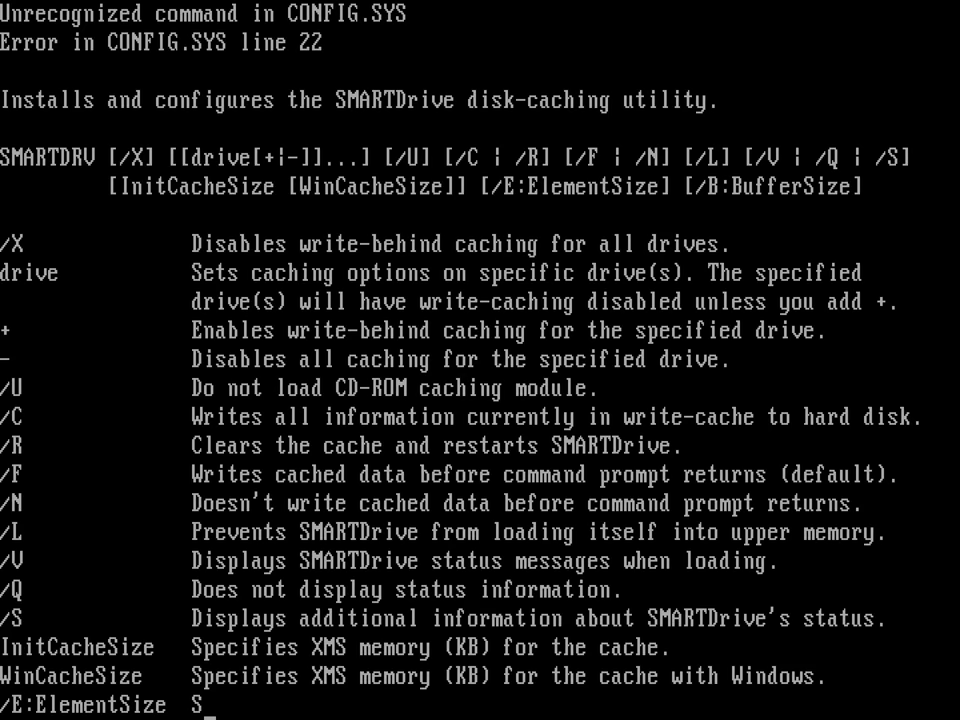 Unrecognized command in CONFIG.SYS
Error in CONFIG.SYS line 22
Installs and configures the SMARTDrive disk-caching utility.
SMARTDRV [/X] [[drive[+|-]]...] [/U] [/C | /R] [/F | /N] [/L] [/V | /Q | /S]
[InitCacheSize [WinCacheSize]] [/E:ElementSize] [/B:BufferSize]
/X Disables write-behind caching for all drives.
drive Sets caching options on specific drive(s). The specified
drive(s) will have write-caching disabled unless you add +.
+ Enables write-behind caching for the specified drive.
- Disables all caching for the specified drive.
/U Do not load CD-ROM caching module.
/C Writes all information currently in write-cache to hard disk.
/R Clears the cache and restarts SMARTDrive.
/F Writes cached data before command prompt returns (default).
/N Doesn't write cached data before command prompt returns.
/L Prevents SMARTDrive from loading itself into upper memory.
/V Displays SMARTDrive status messages when loading.
/Q Does not display status information.
/S Displays additional information about SMARTDrive's status.
InitCacheSize Specifies XMS memory (KB) for the cache.
WinCacheSize Specifies XMS memory (KB) for the cache with Windows.
/E:ElementSize S_